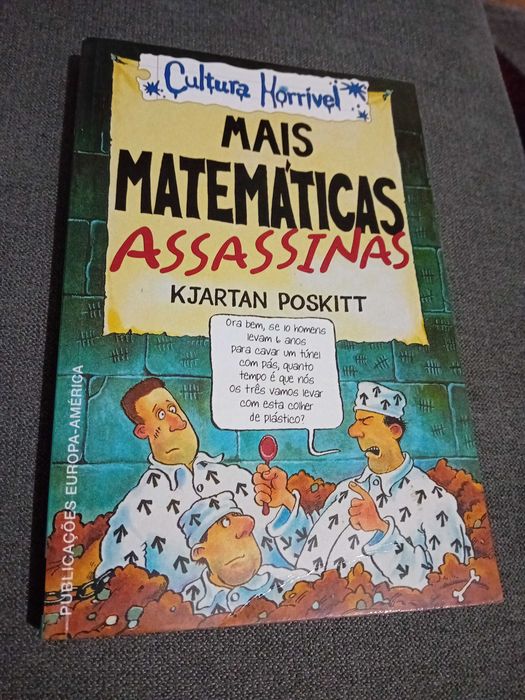 Cultura Horrível
MAIS
MATEMÁTICAS
ASSASSINAS
KJARTAN POSKITT
Ora bem, se 10 homens
levam 6 anos
para cavar um túnel
com pás, quanto
tempo é que nós
os três vamos levar
com esta colher
de plástico?
PUBLICAÇÕES EUROPA-AMÉRICA